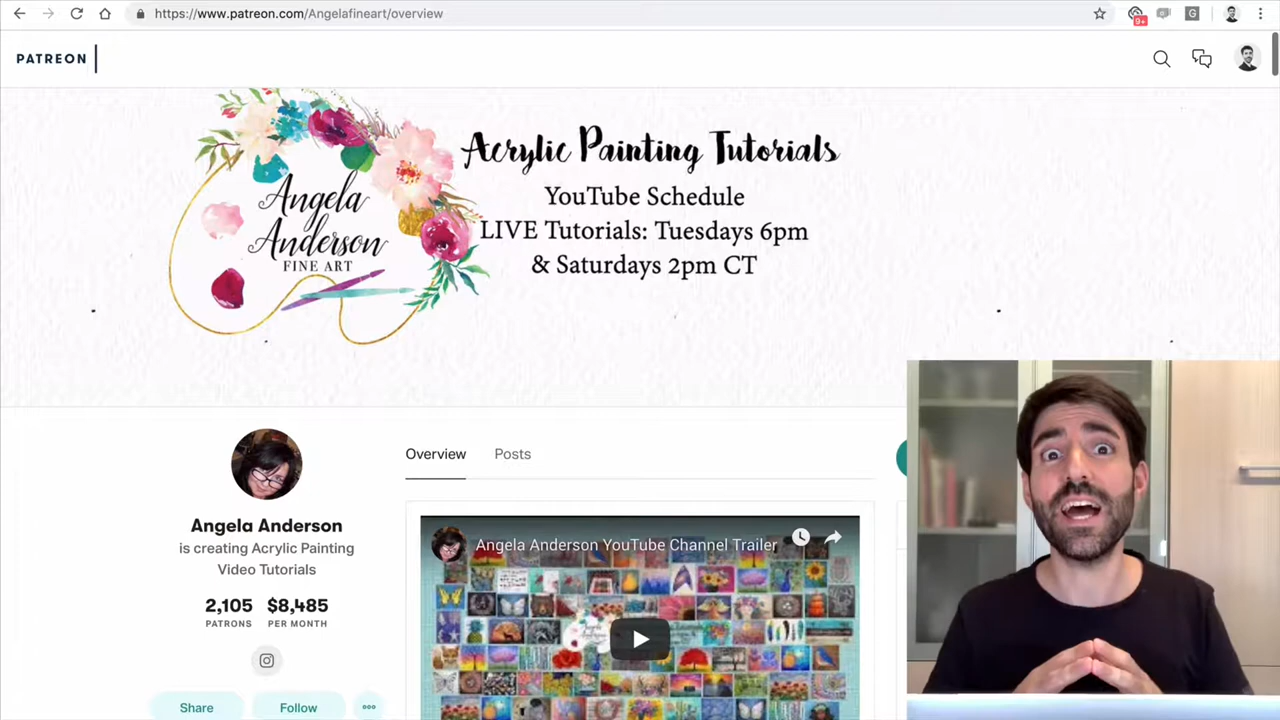 https://www.patreon.com/Angelafineart/overview
9+
G
PATREON
Acrylic Painting Tutorials
YouTube Schedule
LIVE Tutorials: Tuesdays 6pm
& Saturdays 2pm CT
Angela
Anderson
FINE ART
Overview
Posts
Angela Anderson
is creating Acrylic Painting
Video Tutorials
2,105 $8,485
PATRONS PER MONTH
Share
Follow
Angela Anderson YouTube Channel Trailer